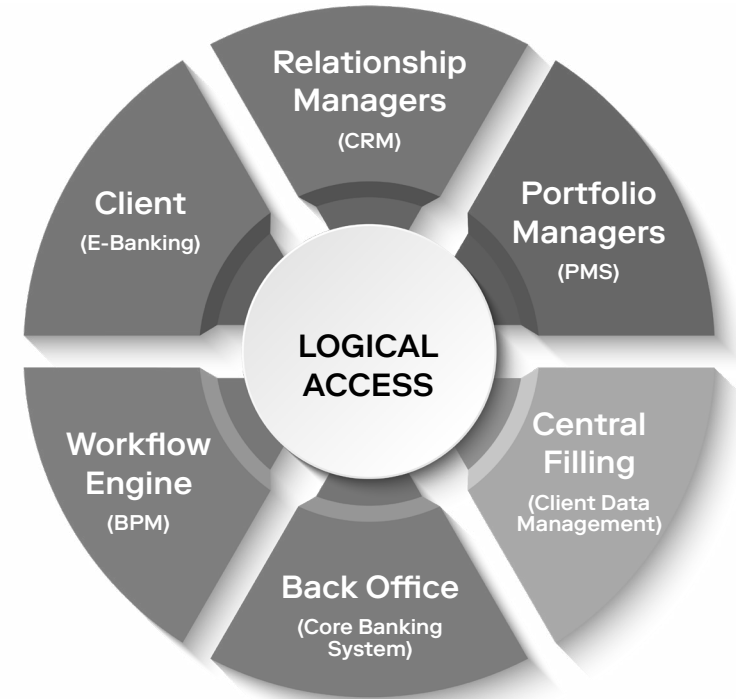 Relationship
Managers
(CRM)
Portfolio
Managers
(PMS)
Client
(E-Banking)
LOGICAL
ACCESS
Central
Filling
(Client Data
Management)
Workflow
Engine
(BPM)
Back Office
(Core Banking
System)